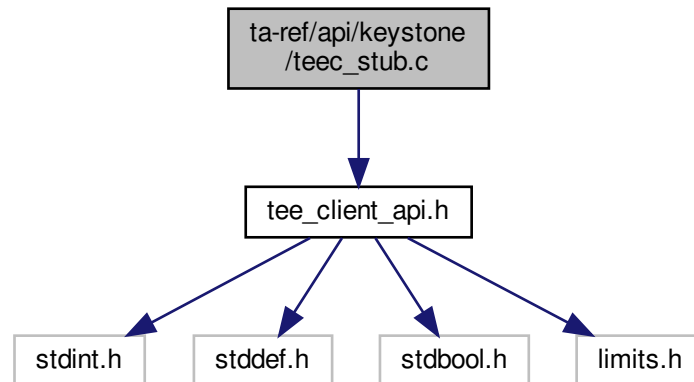 ta-ref/api/keystone
/teec_stub.c
tee_client_api.h
stdint.h
stddef.h
stdbool.h
limits.h